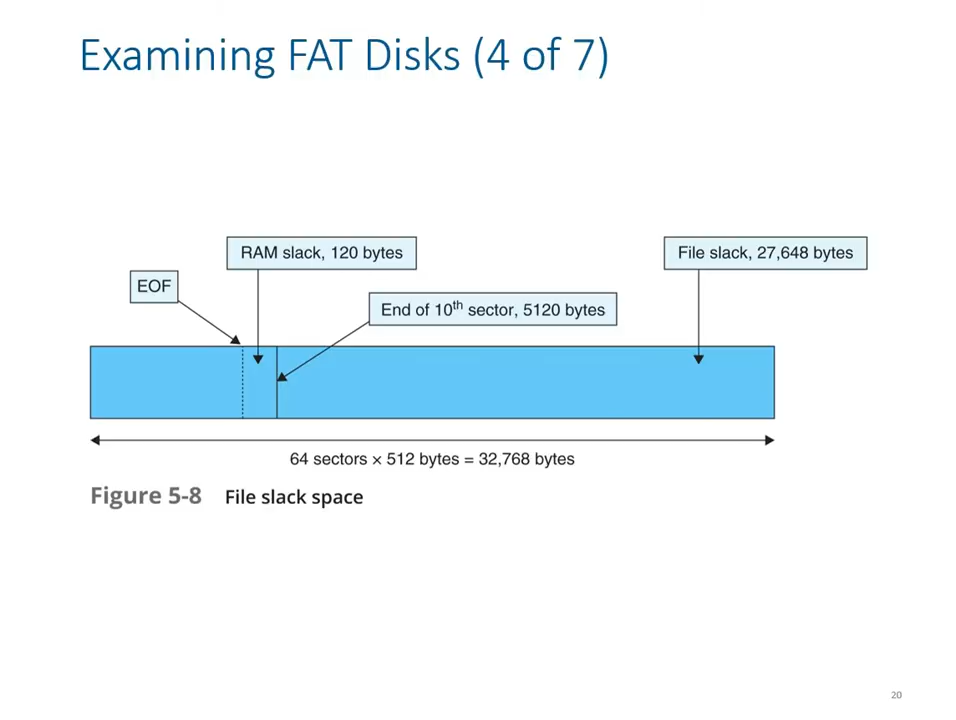 Examining FAT Disks (4 of 7)
RAM slack, 120 bytes
File slack, 27,648 bytes
EOF
End of 10th sector, 5120 bytes
64 sectors × 512 bytes = 32,768 bytes
Figure 5-8 File slack space
20